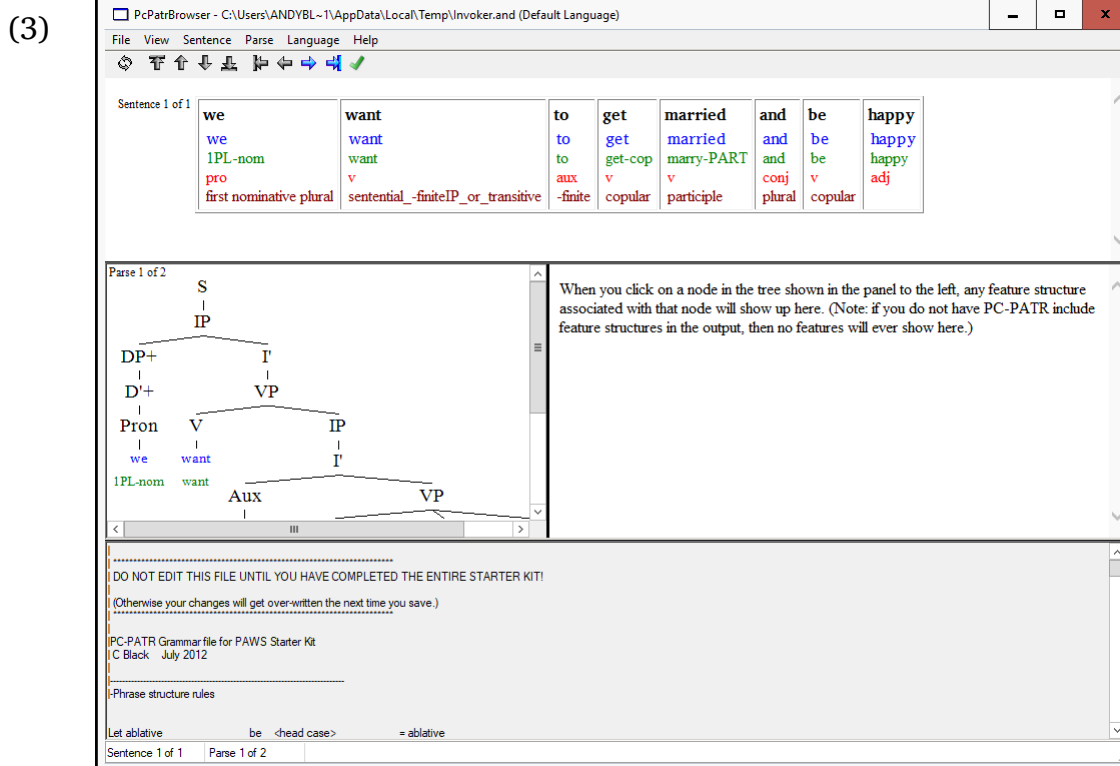 (3)
PcPatrBrowser - C:\Users\ANDYBL~1\AppData\Local\Temp\Invoker.and (Default Language)
File View Sentence Parse Language Help
Sentence 1 of 1
we want to get married and be happy
we want to get married and be happy
1PL-nom want to get-cop marry-PART and be happy
pro v aux v v conj v adj
first nominative plural sentential_-finiteIP_or_transitive -finite copular participle plural copular
Parse 1 of 2
S
IP
DP+ I'
D'+ VP
Pron V IP
we want I'
1PL-nom want
Aux VP
When you click on a node in the tree shown in the panel to the left, any feature structure
associated with that node will show up here. (Note: if you do not have PC-PATR include
feature structures in the output, then no features will ever show here.)
| ********************************************************************
| DO NOT EDIT THIS FILE UNTIL YOU HAVE COMPLETED THE ENTIRE STARTER KIT!
|
| (Otherwise your changes will get over-written the next time you save.)
| ********************************************************************
|
|PC-PATR Grammar file for PAWS Starter Kit
| C Black July 2012
|
|--------------------------------------------------------------------
|-Phrase structure rules
Let ablative be <head case> = ablative
Sentence 1 of 1 Parse 1 of 2